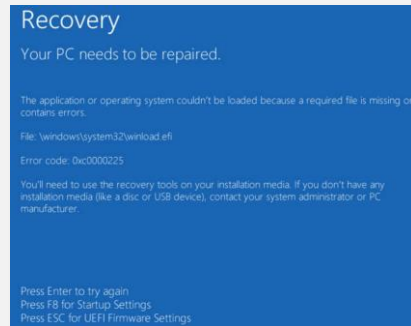 Recovery
Your PC needs to be repaired.
The application or operating system couldn't be loaded because a required file is missing or
contains errors.
File: \windows\system32\winload.efi
Error code: 0xc0000225
You'll need to use the recovery tools on your installation media. If you don't have any
installation media (like a disc or USB device), contact your system administrator or PC
manufacturer.
Press Enter to try again
Press F8 for Startup Settings
Press ESC for UEFI Firmware Settings